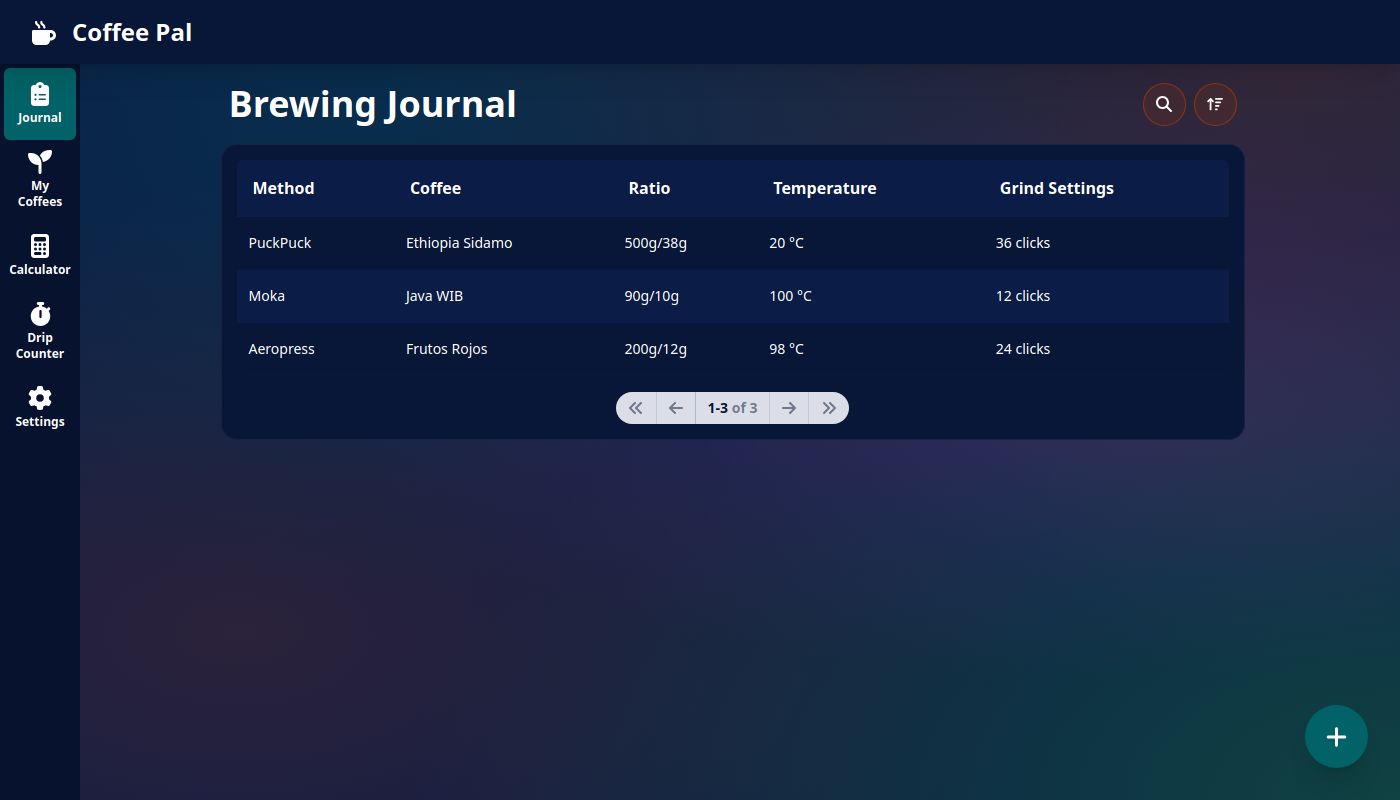 Coffee Pal
Journal
My
Coffees
Calculator
Drip
Counter
Settings
Brewing Journal
Method Coffee Ratio Temperature Grind Settings
PuckPuck Ethiopia Sidamo 500g/38g 20 °C 36 clicks
Moka Java WIB 90g/10g 100 °C 12 clicks
Aeropress Frutos Rojos 200g/12g 98 °C 24 clicks
1-3 of 3